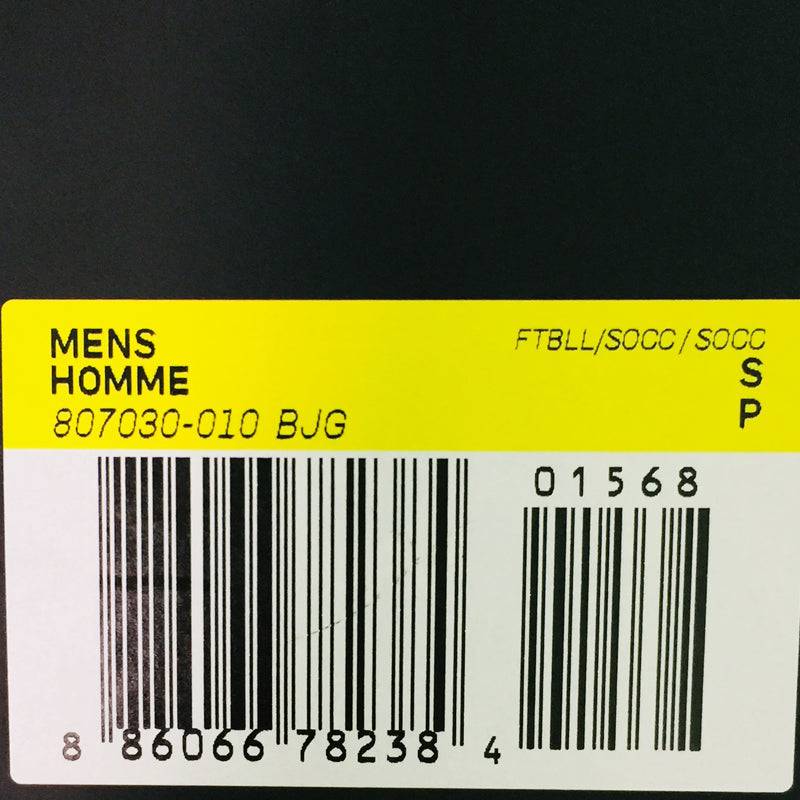 MENS
HOMME
807030-010 BJG
FTBLL/SOCC/SOCC
S
P
01568
8 86066 78238 4